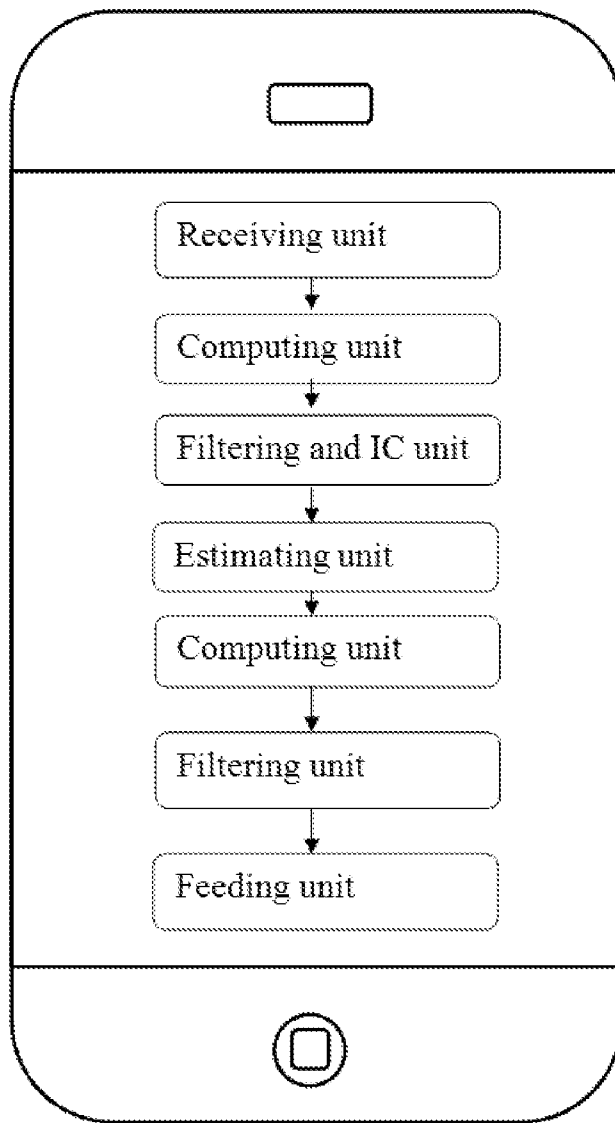 Receiving unit
Computing unit
Filtering and IC unit
Estimating unit
Computing unit
Filtering unit
Feeding unit